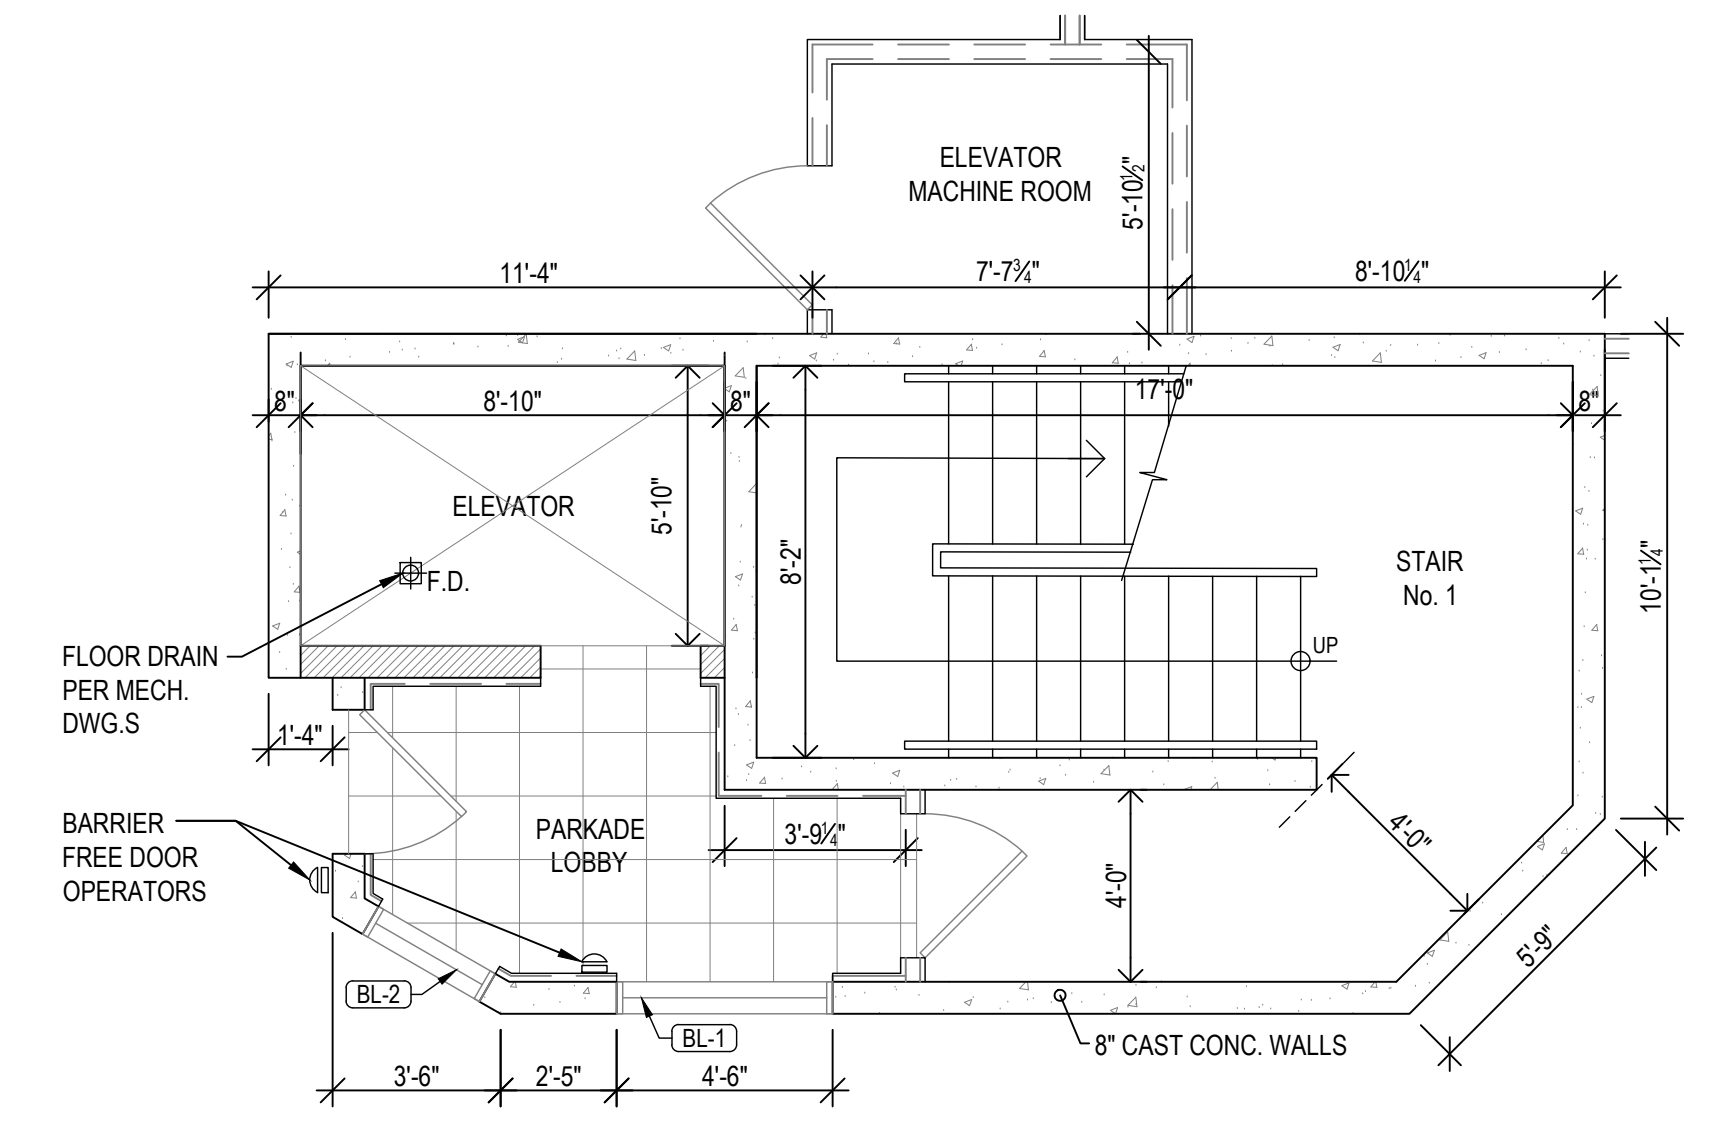 ELEVATOR
MACHINE ROOM
5'-10½"
11'-4"
7'-7¾"
8'-10¼"
8"
8'-10"
8"
17'-0"
8"
ELEVATOR
5'-10"
8'-2"
STAIR
No. 1
10'-1¼"
F.D.
UP
FLOOR DRAIN
PER MECH.
DWG.S
1'-4"
BARRIER
FREE DOOR
OPERATORS
PARKADE
LOBBY
3'-9¼"
4'-0"
4'-0"
5'-9"
BL-2
BL-1
8" CAST CONC. WALLS
3'-6"
2'-5"
4'-6"